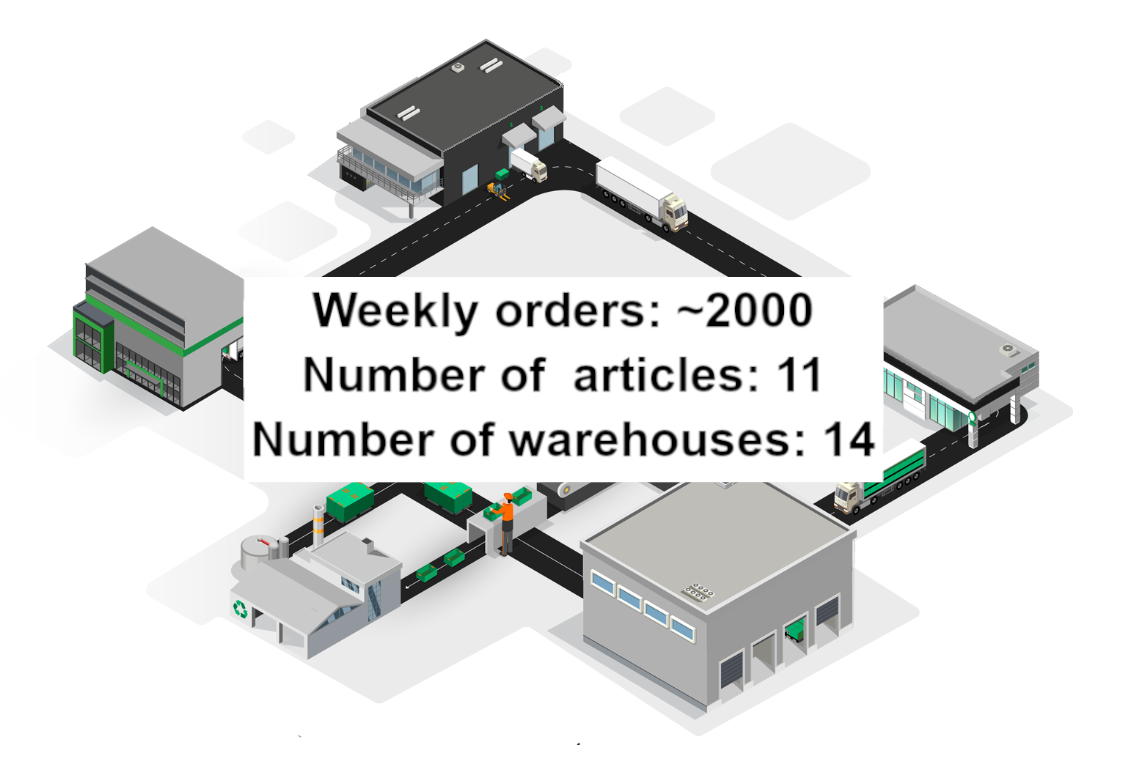 Weekly orders: ~2000
Number of  articles: 11
Number of warehouses: 14